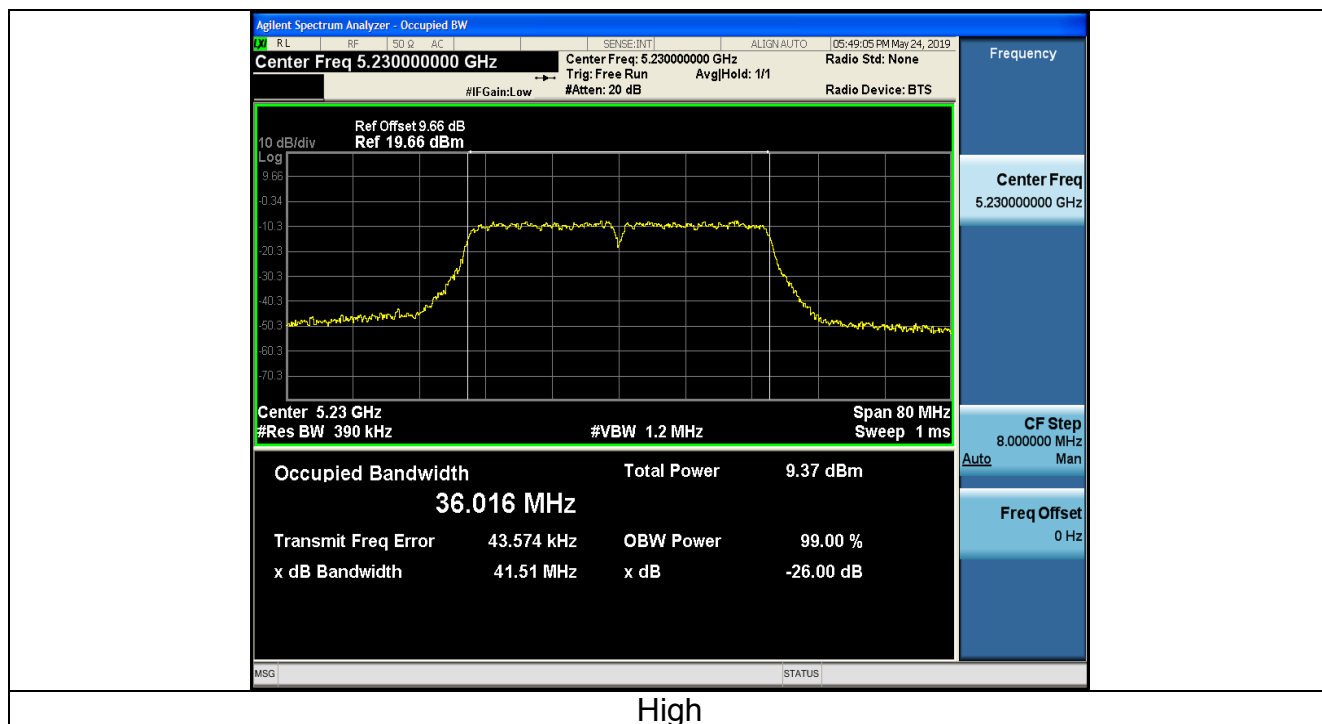 Agilent Spectrum Analyzer - Occupied BW
LXI RL RF 50 Ω AC SENSE:INT ALIGNAUTO 05:49:05 PM May 24, 2019
Center Freq 5.230000000 GHz
Center Freq: 5.230000000 GHz Radio Std: None
Trig: Free Run Avg|Hold: 1/1
#IFGain:Low #Atten: 20 dB Radio Device: BTS
Ref Offset 9.66 dB
10 dB/div Ref 19.66 dBm
Log
9.66
-0.34
-10.3
-20.3
-30.3
-40.3
-50.3
-60.3
-70.3
Center 5.23 GHz Span 80 MHz
#Res BW 390 kHz #VBW 1.2 MHz Sweep 1 ms
Occupied Bandwidth Total Power 9.37 dBm
36.016 MHz
Transmit Freq Error 43.574 kHz OBW Power 99.00 %
x dB Bandwidth 41.51 MHz x dB -26.00 dB
MSG STATUS
Frequency
Center Freq
5.230000000 GHz
CF Step
8.000000 MHz
Auto Man
Freq Offset
0 Hz
High